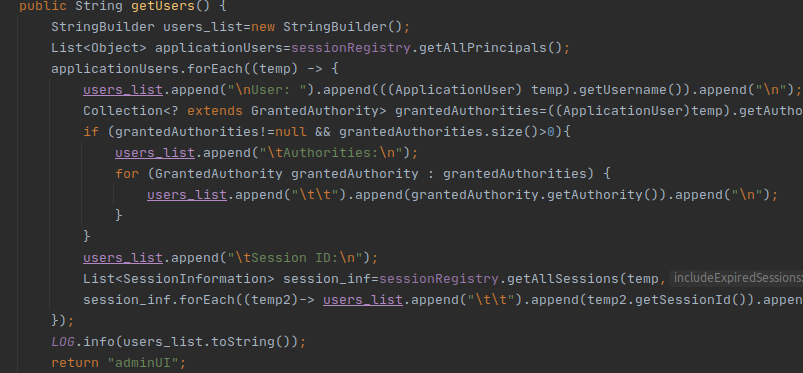 public String getUsers() {
StringBuilder users_list=new StringBuilder();
List<Object> applicationUsers=sessionRegistry.getAllPrincipals();
applicationUsers.forEach((temp) -> {
users_list.append("\nUser: ").append(((ApplicationUser) temp).getUsername()).append("\n");
Collection<? extends GrantedAuthority> grantedAuthorities=((ApplicationUser)temp).getAutho
if (grantedAuthorities!=null && grantedAuthorities.size()>0){
users_list.append("\tAuthorities:\n");
for (GrantedAuthority grantedAuthority : grantedAuthorities) {
users_list.append("\t\t").append(grantedAuthority.getAuthority()).append("\n");
}
}
users_list.append("\tSession ID:\n");
List<SessionInformation> session_inf=sessionRegistry.getAllSessions(temp, includeExpiredSessions:
session_inf.forEach((temp2)-> users_list.append("\t\t").append(temp2.getSessionId()).appen
});
LOG.info(users_list.toString());
return "adminUI";